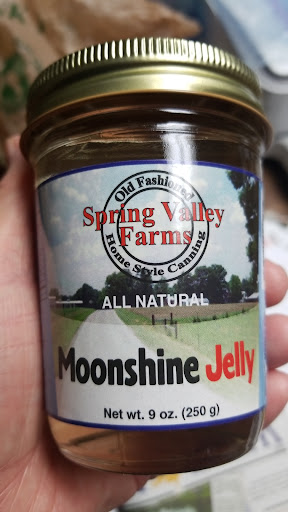 Old Fashioned
Spring Valley
Farms
Home Style Canning
ALL NATURAL
Moonshine Jelly
Net wt. 9 oz. (250 g)